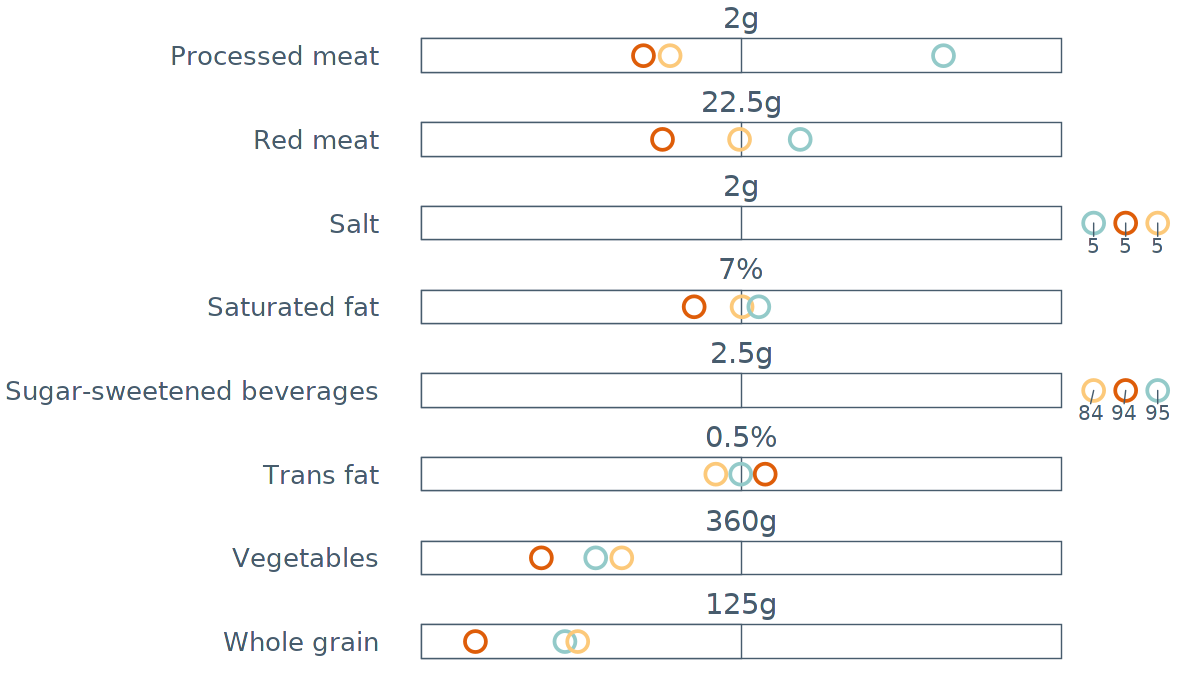 2g
Processed meat
22.5g
Red meat
2g
Salt
5 5 5
7%
Saturated fat
2.5g
Sugar-sweetened beverages
84 94 95
0.5%
Trans fat
360g
Vegetables
125g
Whole grain